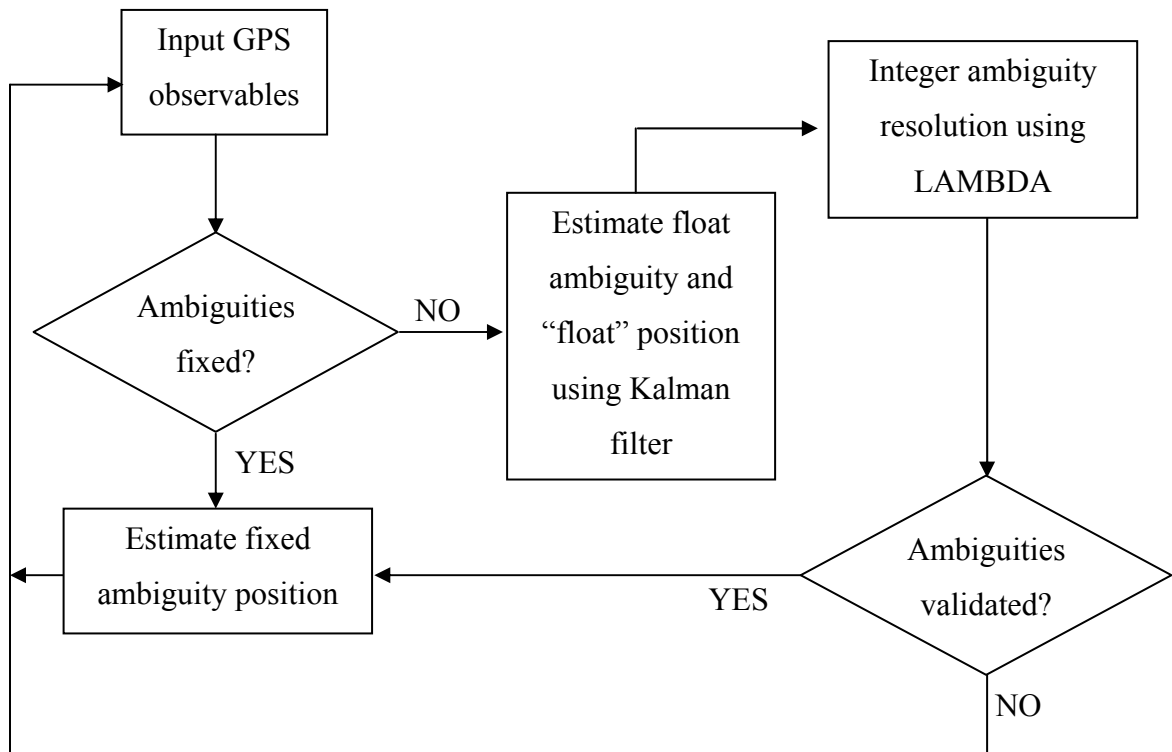 Input GPS
observables
Ambiguities
fixed?
NO
YES
Estimate float
ambiguity and
“float” position
using Kalman
filter
Integer ambiguity
resolution using
LAMBDA
Ambiguities
validated?
YES
NO
Estimate fixed
ambiguity position